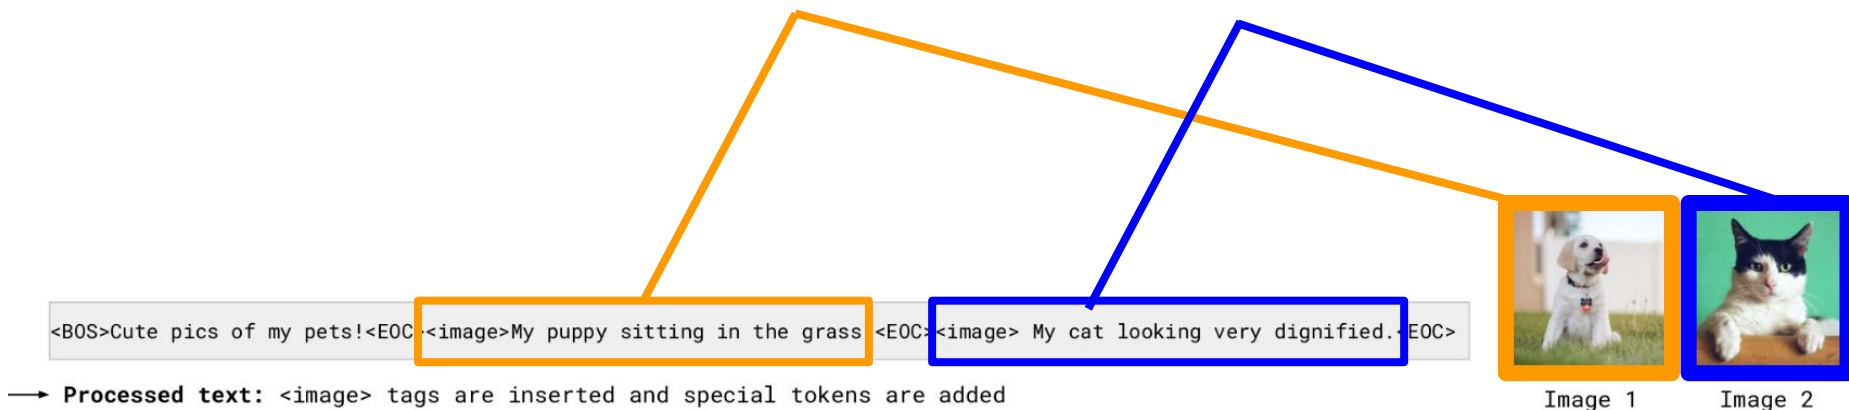 <BOS>Cute pics of my pets!<EOC><image>My puppy sitting in the grass.<EOC><image> My cat looking very dignified.<EOC>
→ Processed text: <image> tags are inserted and special tokens are added
Image 1
Image 2